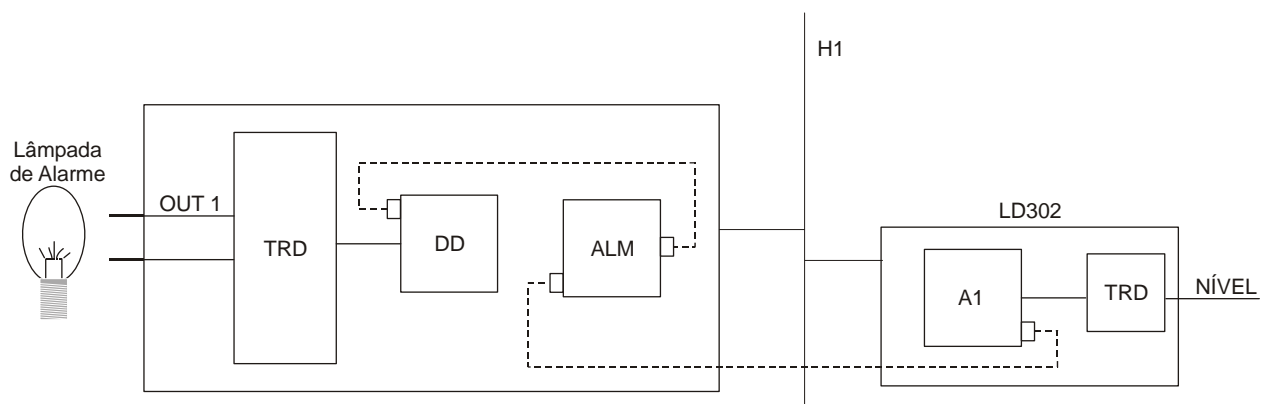 H1
Lâmpada
de Alarme
OUT 1
TRD
DD
ALM
LD302
A1
TRD
NÍVEL